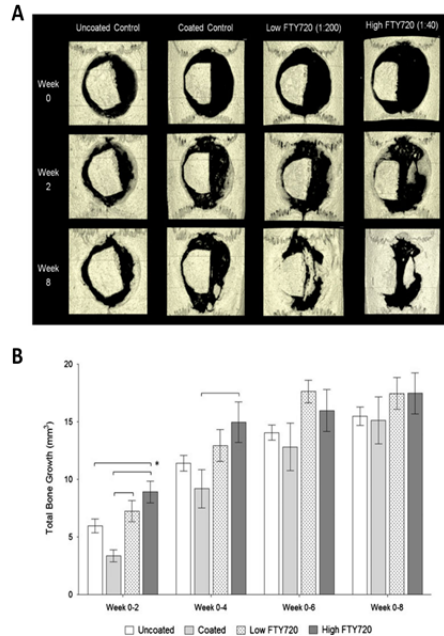 A
Uncoated Control Coated Control Low FTY720 (1:200) High FTY720 (1:40)
Week
0
Week
2
Week
8
B
Total Bone Growth (mm³)
20
15
10
5
0
*
Week 0-2 Week 0-4 Week 0-6 Week 0-8
Uncoated Coated Low FTY720 High FTY720